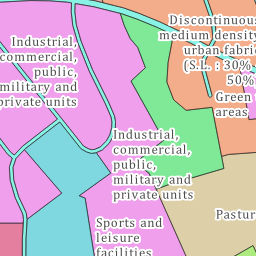 Industrial,
commercial,
public,
military and
private units
Discontinuous
medium density
urban fabric
(S.L. : 30% -
50%
Green
areas
Industrial,
commercial,
public,
military and
private units
Pastur
Sports and
leisure
facilities